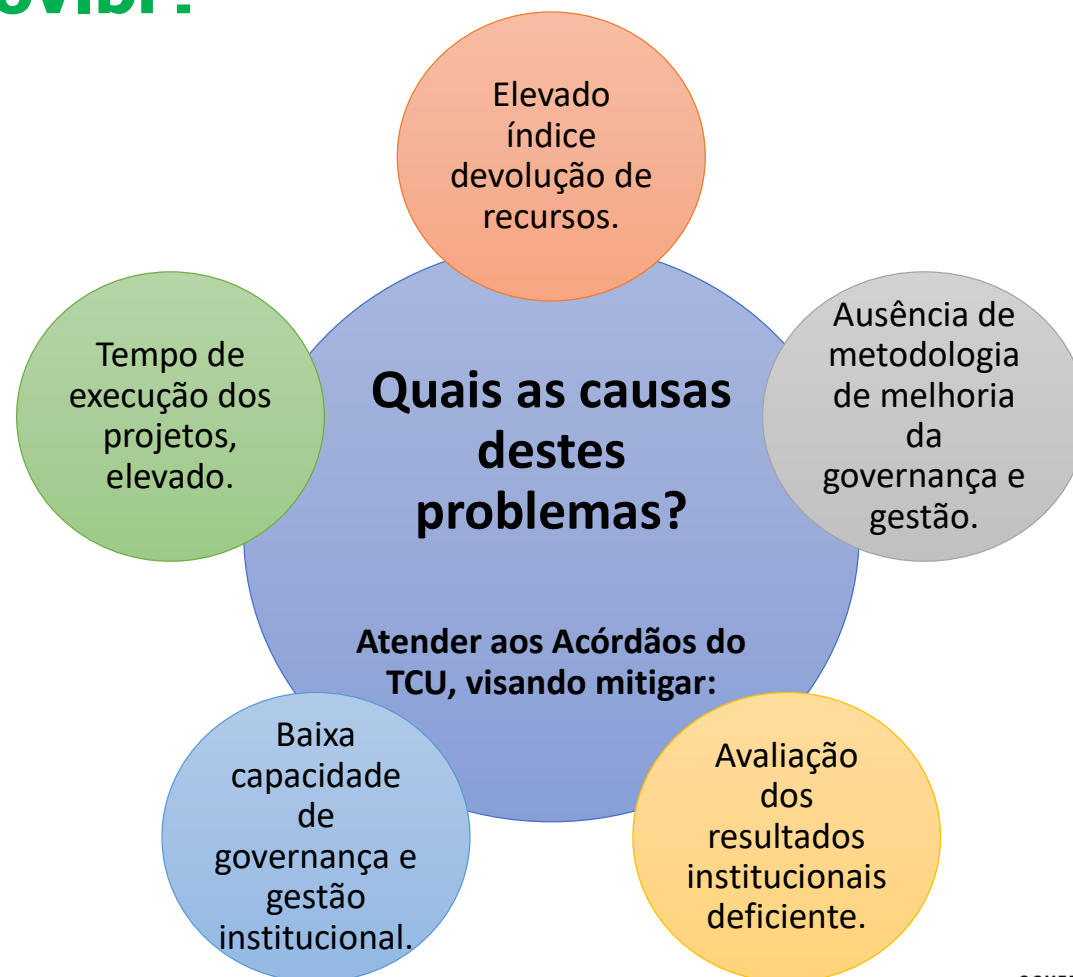 Elevado
índice
devolução de
recursos.
Ausência de
metodologia
de melhoria
da
governança e
gestão.
Tempo de
execução dos
projetos,
elevado.
Quais as causas
destes
problemas?
Atender aos Acórdãos do
TCU, visando mitigar:
Baixa
capacidade
de
governança e
gestão
institucional.
Avaliação
dos
resultados
institucionais
deficiente.